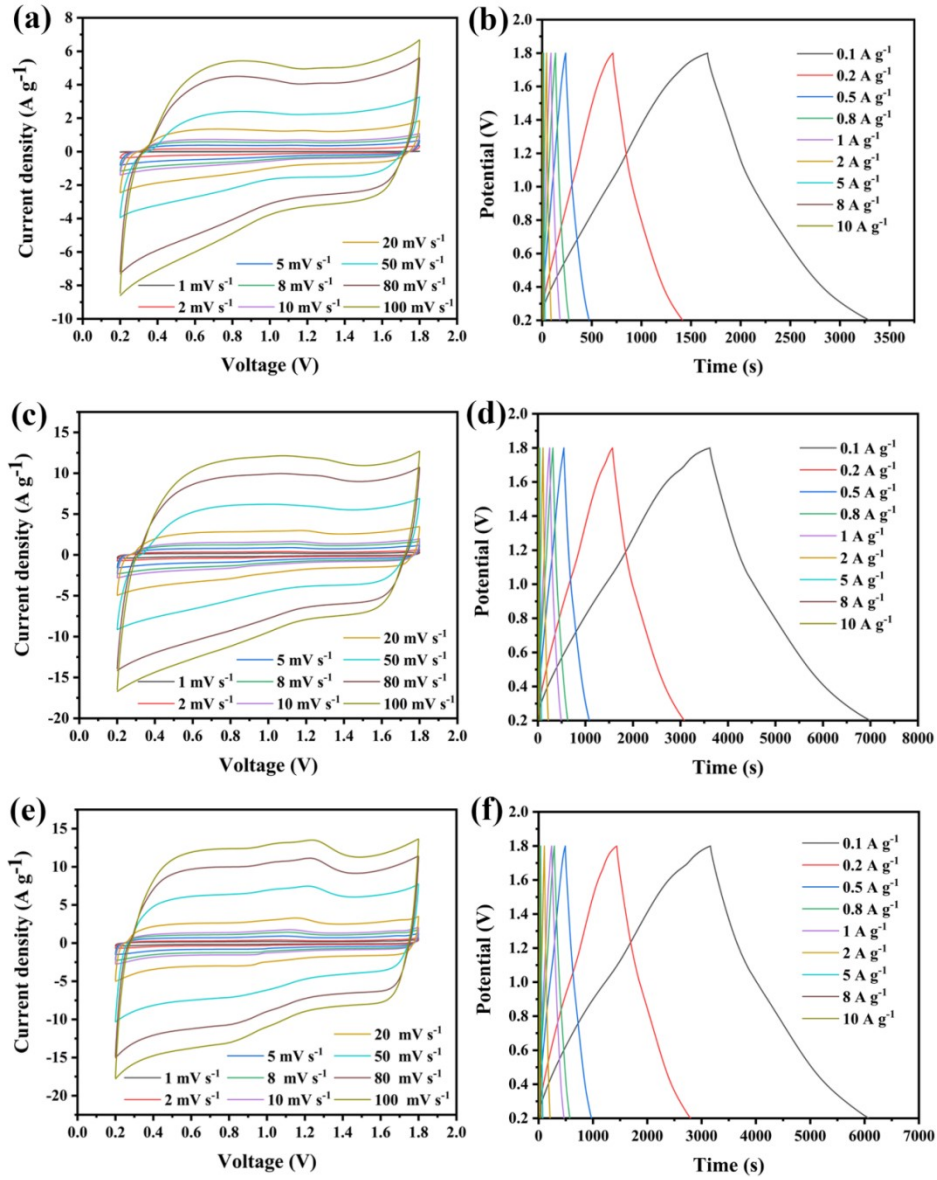 (a)
Current density (A g⁻¹)
8
6
4
2
0
-2
-4
-6
-8
-10
20 mV s⁻¹
5 mV s⁻¹ 50 mV s⁻¹
1 mV s⁻¹ 8 mV s⁻¹ 80 mV s⁻¹
2 mV s⁻¹ 10 mV s⁻¹ 100 mV s⁻¹
0.0 0.2 0.4 0.6 0.8 1.0 1.2 1.4 1.6 1.8 2.0
Voltage (V)
(b)
Potential (V)
2.0
1.8
1.6
1.4
1.2
1.0
0.8
0.6
0.4
0.2
0.1 A g⁻¹
0.2 A g⁻¹
0.5 A g⁻¹
0.8 A g⁻¹
1 A g⁻¹
2 A g⁻¹
5 A g⁻¹
8 A g⁻¹
10 A g⁻¹
0 500 1000 1500 2000 2500 3000 3500
Time (s)
(c)
Current density (A g⁻¹)
15
10
5
0
-5
-10
-15
-20
20 mV s⁻¹
5 mV s⁻¹ 50 mV s⁻¹
1 mV s⁻¹ 8 mV s⁻¹ 80 mV s⁻¹
2 mV s⁻¹ 10 mV s⁻¹ 100 mV s⁻¹
0.0 0.2 0.4 0.6 0.8 1.0 1.2 1.4 1.6 1.8 2.0
Voltage (V)
(d)
Potential (V)
2.0
1.8
1.6
1.4
1.2
1.0
0.8
0.6
0.4
0.2
0.1 A g⁻¹
0.2 A g⁻¹
0.5 A g⁻¹
0.8 A g⁻¹
1 A g⁻¹
2 A g⁻¹
5 A g⁻¹
8 A g⁻¹
10 A g⁻¹
0 1000 2000 3000 4000 5000 6000 7000 8000
Time (s)
(e)
Current density (A g⁻¹)
15
10
5
0
-5
-10
-15
-20
20 mV s⁻¹
5 mV s⁻¹ 50 mV s⁻¹
1 mV s⁻¹ 8 mV s⁻¹ 80 mV s⁻¹
2 mV s⁻¹ 10 mV s⁻¹ 100 mV s⁻¹
0.0 0.2 0.4 0.6 0.8 1.0 1.2 1.4 1.6 1.8 2.0
Voltage (V)
(f)
Potential (V)
2.0
1.8
1.6
1.4
1.2
1.0
0.8
0.6
0.4
0.2
0.1 A g⁻¹
0.2 A g⁻¹
0.5 A g⁻¹
0.8 A g⁻¹
1 A g⁻¹
2 A g⁻¹
5 A g⁻¹
8 A g⁻¹
10 A g⁻¹
0 1000 2000 3000 4000 5000 6000 7000
Time (s)